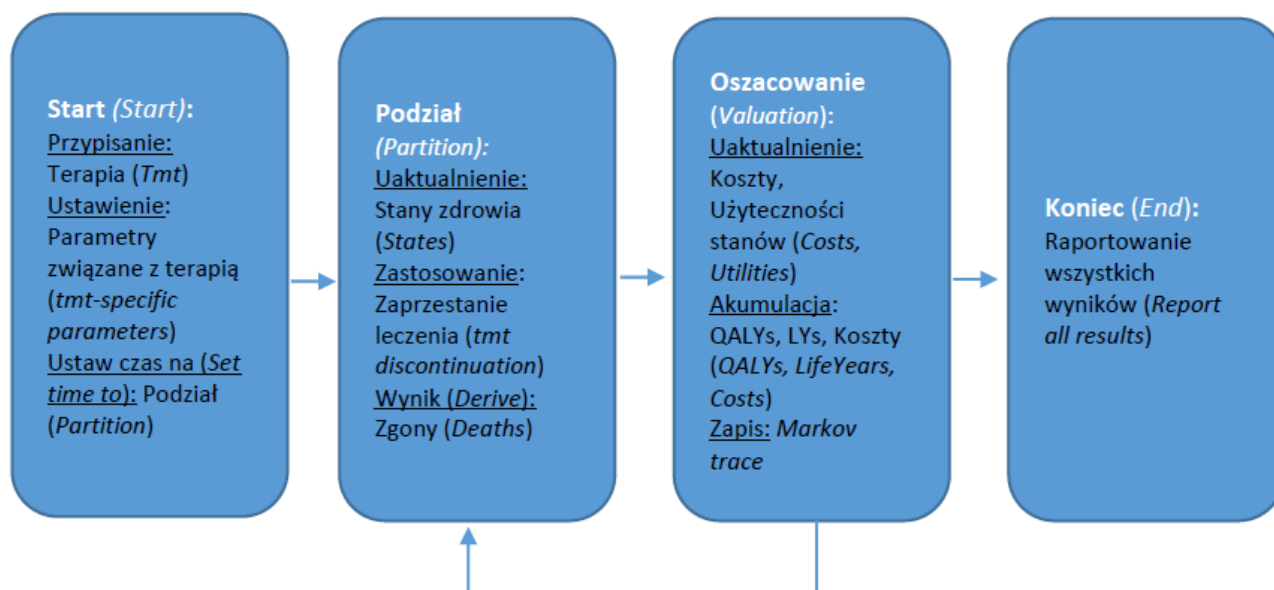 Start (Start):
Przypisanie:
Terapia (Tmt)
Ustawienie:
Parametry
związane z terapią
(tmt-specific
parameters)
Ustaw czas na (Set
time to): Podział
(Partition)
Podział
(Partition):
Uaktualnienie:
Stany zdrowia
(States)
Zastosowanie:
Zaprzestanie
leczenia (tmt
discontinuation)
Wynik (Derive):
Zgony (Deaths)
Oszacowanie
(Valuation):
Uaktualnienie:
Koszty,
Użyteczności
stanów (Costs,
Utilities)
Akumulacja:
QALYs, LYs, Koszty
(QALYs, LifeYears,
Costs)
Zapis: Markov
trace
Koniec (End):
Raportowanie
wszystkich
wyników (Report
all results)